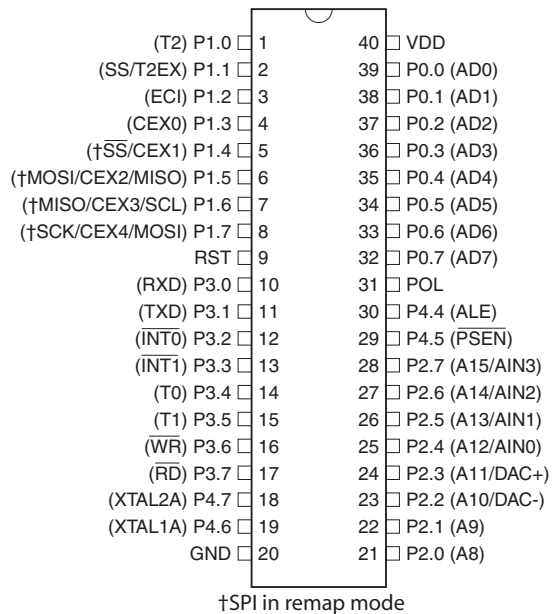 (T2) P1.0 1 40 VDD
(SS/T2EX) P1.1 2 39 P0.0 (AD0)
(ECI) P1.2 3 38 P0.1 (AD1)
(CEX0) P1.3 4 37 P0.2 (AD2)
(†S̅S̅/CEX1) P1.4 5 36 P0.3 (AD3)
(†MOSI/CEX2/MISO) P1.5 6 35 P0.4 (AD4)
(†MISO/CEX3/SCL) P1.6 7 34 P0.5 (AD5)
(†SCK/CEX4/MOSI) P1.7 8 33 P0.6 (AD6)
RST 9 32 P0.7 (AD7)
(RXD) P3.0 10 31 POL
(TXD) P3.1 11 30 P4.4 (ALE)
(I̅N̅T̅0̅) P3.2 12 29 P4.5 (P̅S̅E̅N̅)
(I̅N̅T̅1̅) P3.3 13 28 P2.7 (A15/AIN3)
(T0) P3.4 14 27 P2.6 (A14/AIN2)
(T1) P3.5 15 26 P2.5 (A13/AIN1)
(W̅R̅) P3.6 16 25 P2.4 (A12/AIN0)
(R̅D̅) P3.7 17 24 P2.3 (A11/DAC+)
(XTAL2A) P4.7 18 23 P2.2 (A10/DAC-)
(XTAL1A) P4.6 19 22 P2.1 (A9)
GND 20 21 P2.0 (A8)
†SPI in remap mode